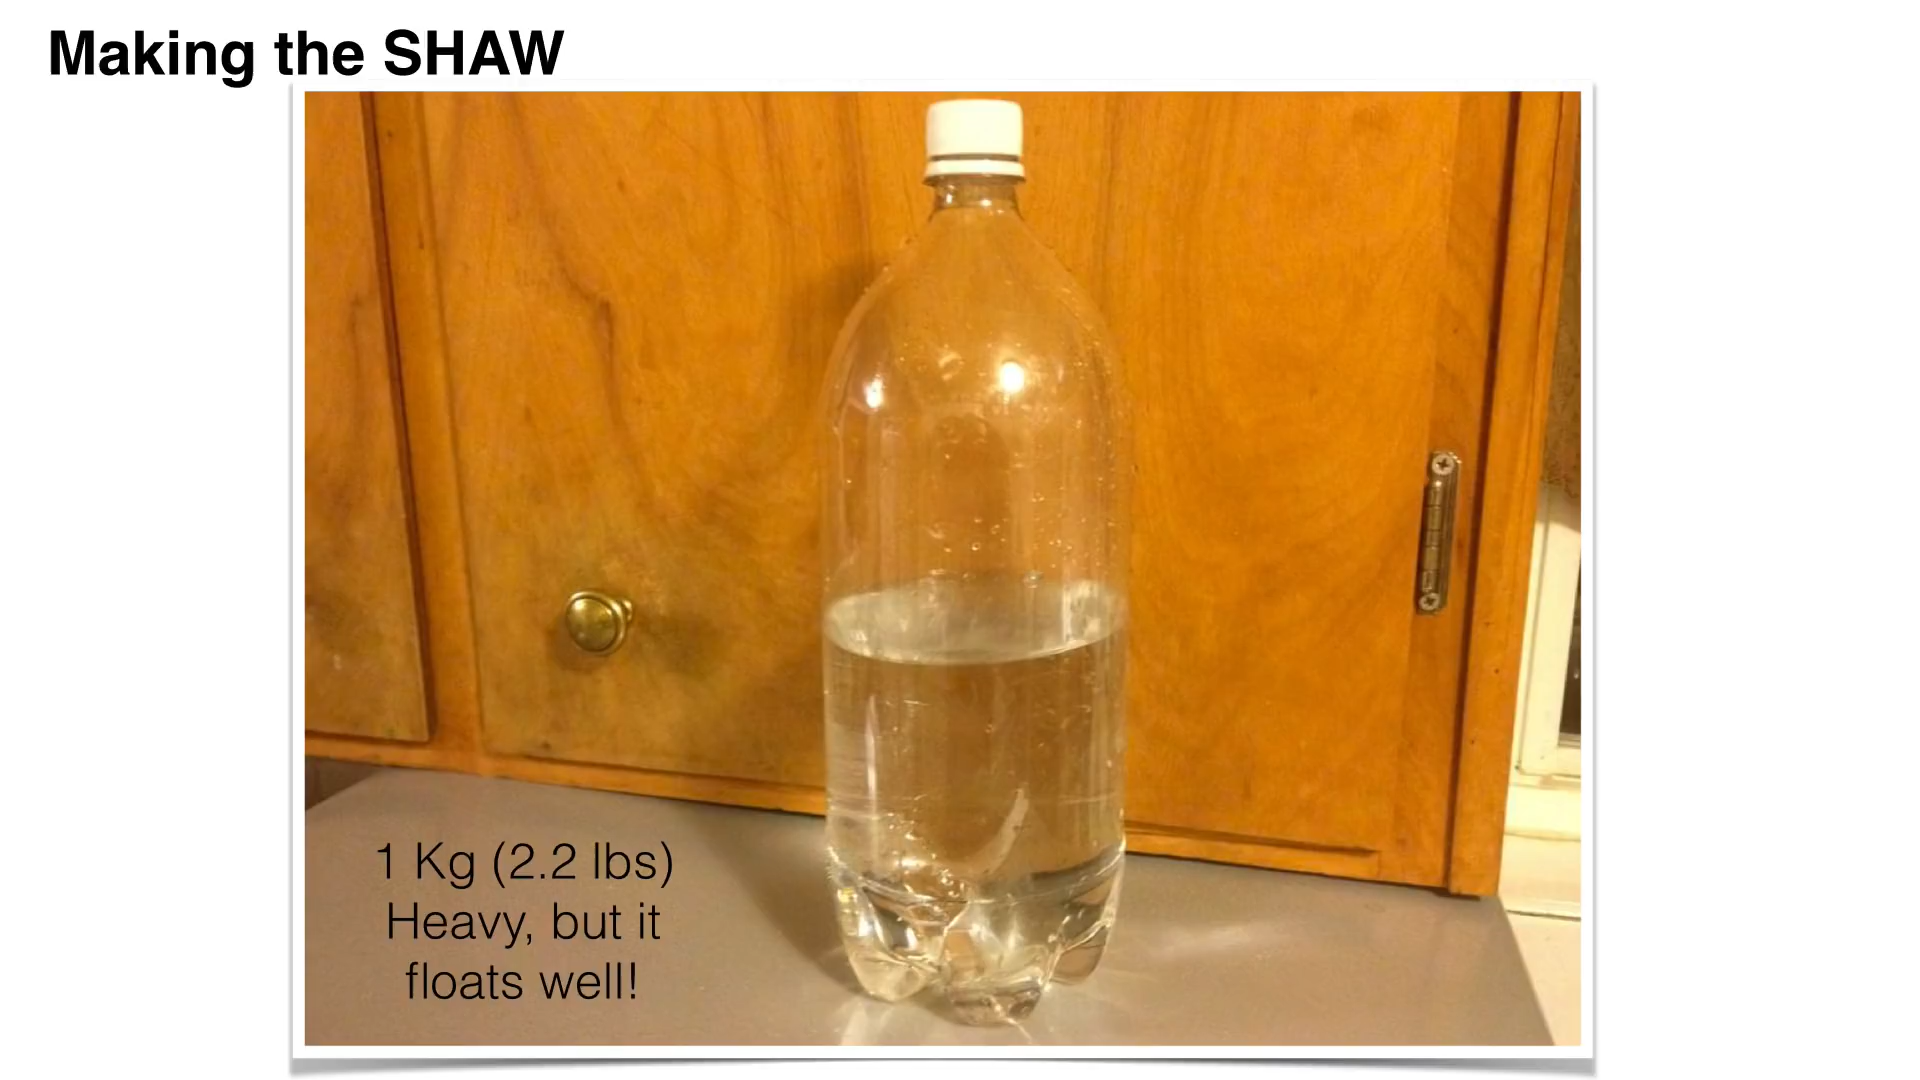 Making the SHAW
1 Kg (2.2 lbs)
Heavy, but it
floats well!